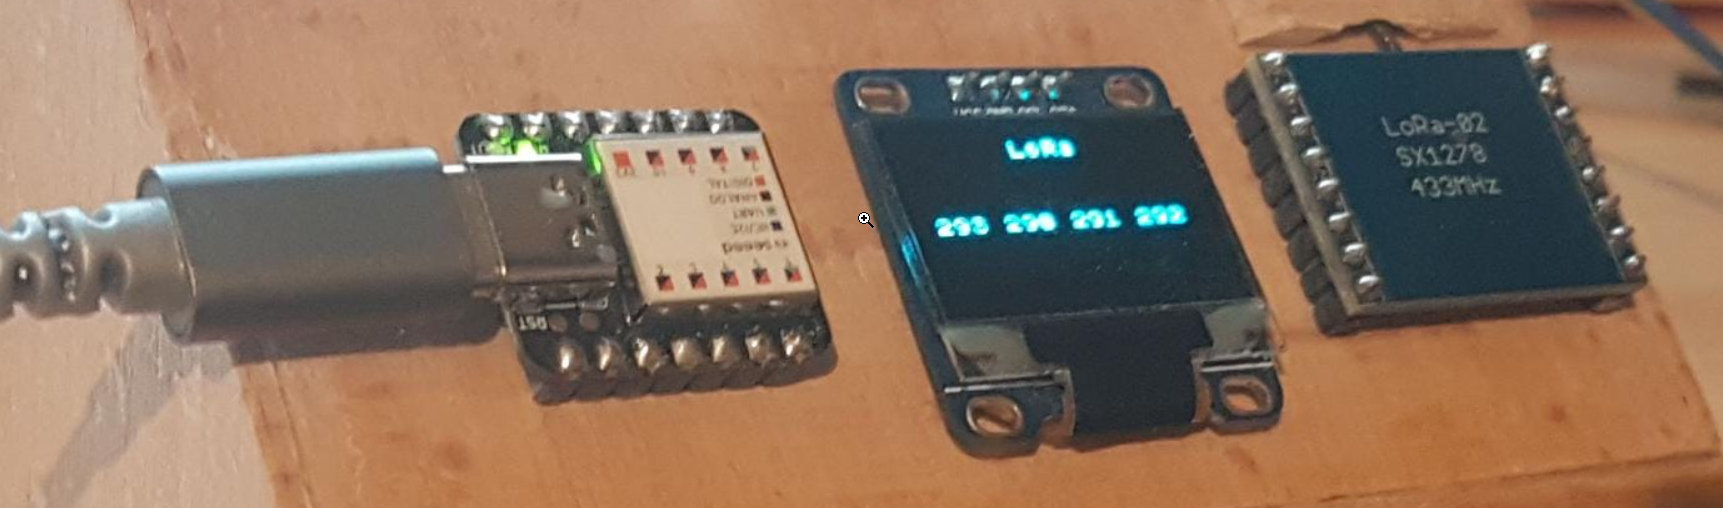 DIGITAL
ANALOG
UART
IIC/I2C
seeed
RST
LoRa
293 290 291 292
LoRa-02
SX1278
433MHz